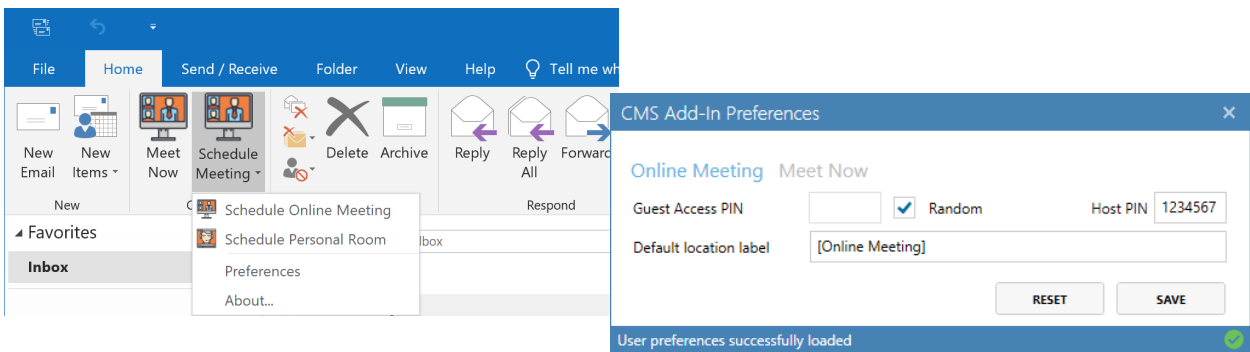 File Home Send / Receive Folder View Help Tell me
New Email
New Items
Meet Now
Schedule Meeting
Delete
Archive
Reply
Reply All
Forward
New
Respond
Schedule Online Meeting
Schedule Personal Room
Preferences
About...
Favorites
Inbox
CMS Add-In Preferences
Online Meeting Meet Now
Guest Access PIN Random Host PIN 1234567
Default location label [Online Meeting]
RESET SAVE
User preferences successfully loaded